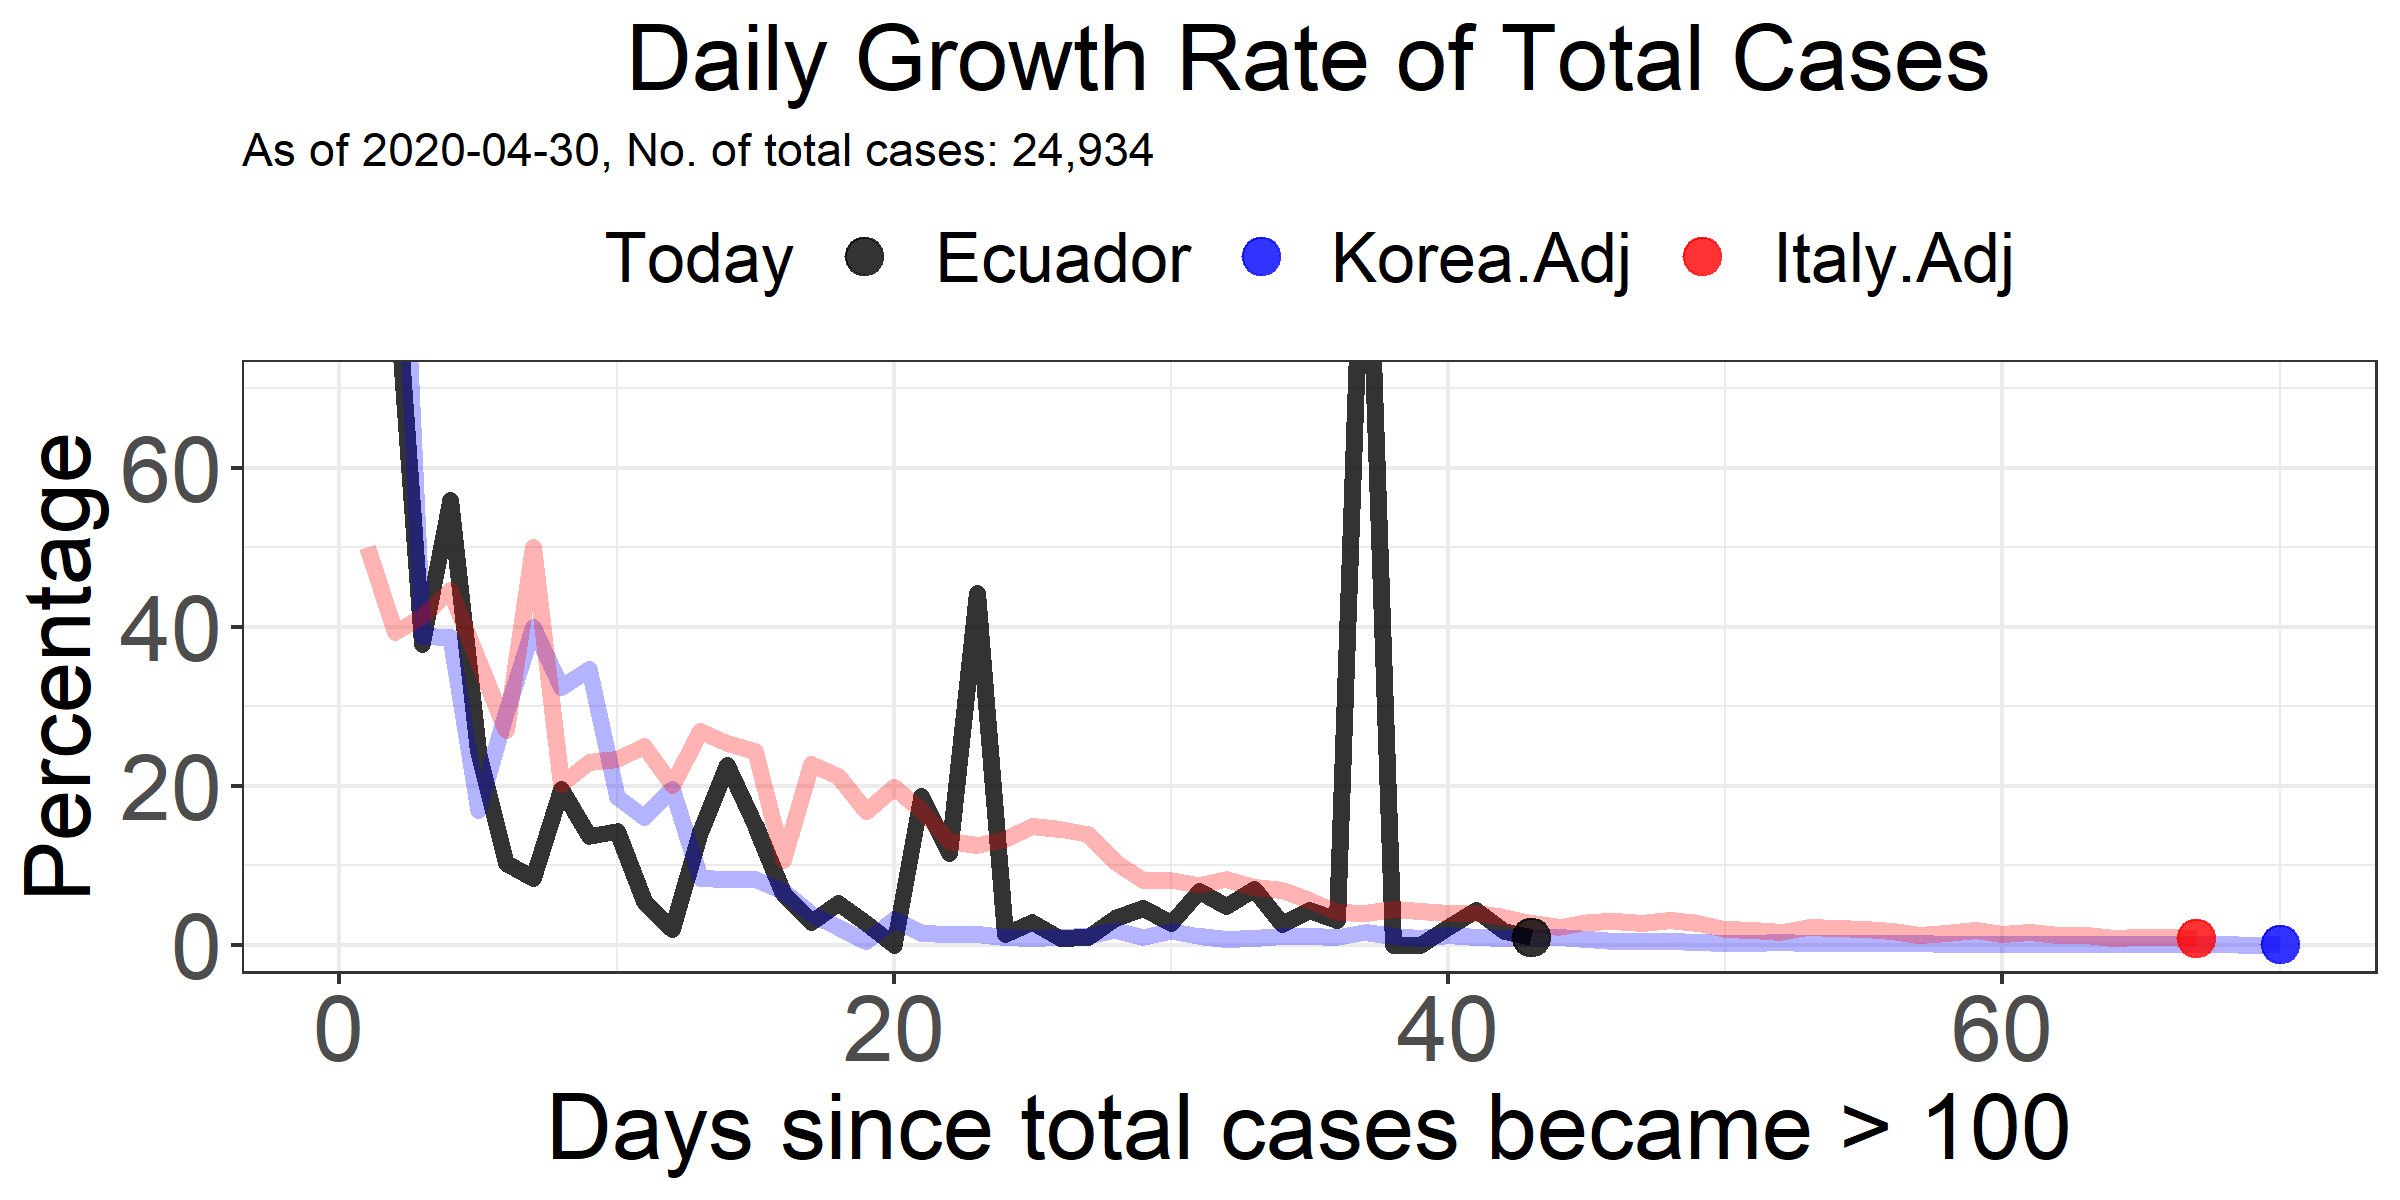 Daily Growth Rate of Total Cases
As of 2020-04-30, No. of total cases: 24,934
Today Ecuador Korea.Adj Italy.Adj
Percentage
60
40
20
0
0 20 40 60
Days since total cases became > 100